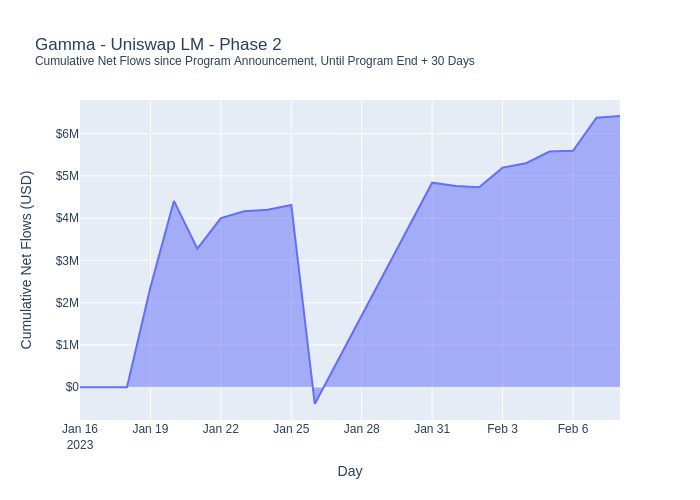 Gamma - Uniswap LM - Phase 2
Cumulative Net Flows since Program Announcement, Until Program End + 30 Days
Cumulative Net Flows (USD)
$6M
$5M
$4M
$3M
$2M
$1M
$0
Jan 16 Jan 19 Jan 22 Jan 25 Jan 28 Jan 31 Feb 3 Feb 6
2023
Day